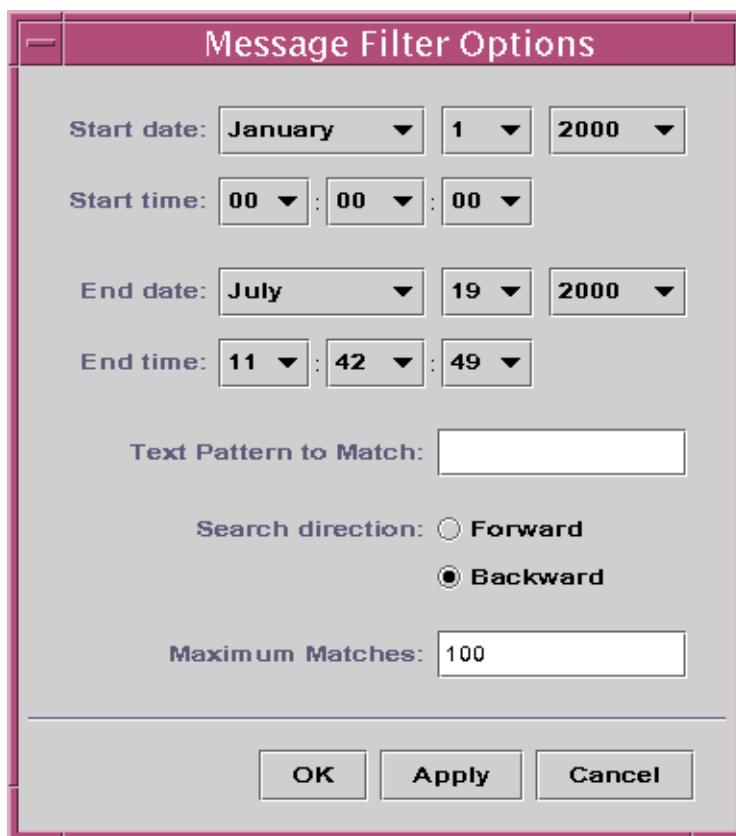 Message Filter Options
Start date: January 1 2000
Start time: 00 : 00 : 00
End date: July 19 2000
End time: 11 : 42 : 49
Text Pattern to Match:
Search direction: Forward
Backward
Maximum Matches: 100
OK Apply Cancel